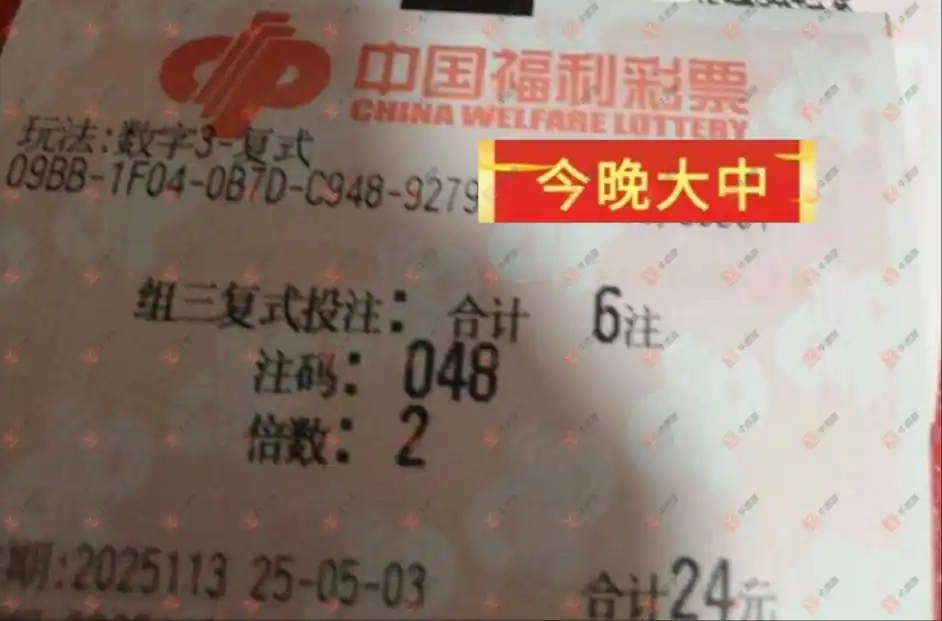 中国福利彩票
CHINA WELFARE LOTTERY
玩法:数字3-复式
09BB-1F04-0B7D-C948-9279
今晚大中
组三复式投注: 合计 6注
注码: 048
倍数: 2
期:2025113 25-05-03 合计24元